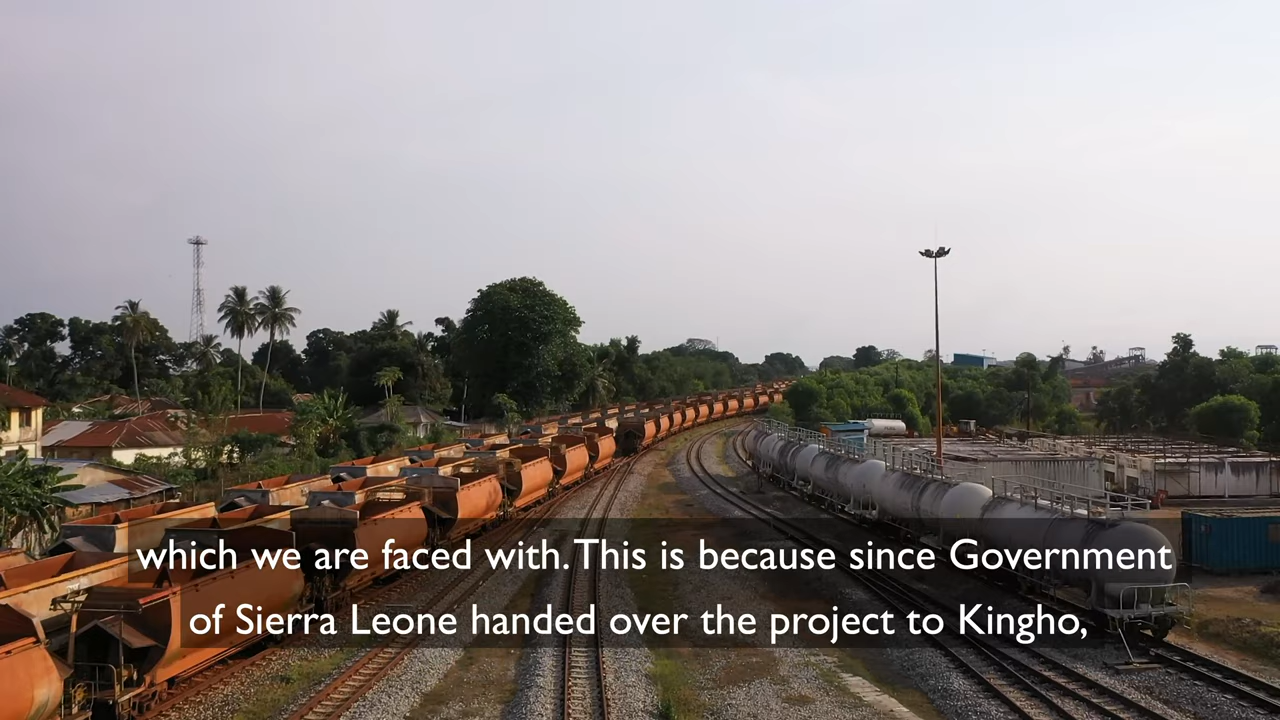 which we are faced with. This is because since Government
of Sierra Leone handed over the project to Kingho,